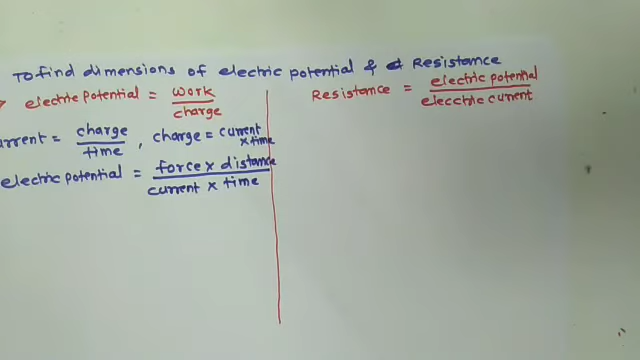 To find dimensions of electric potential & Resistance
electric potential = work / charge
current = charge / time , charge = current × time
electric potential = force × distance / current × time
Resistance = electric potential / elecctric current